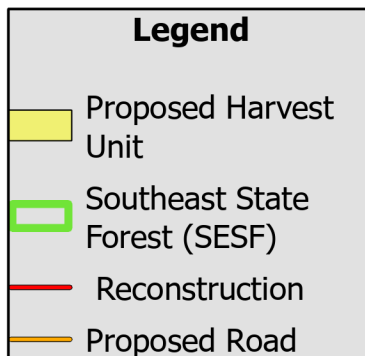 Legend
Proposed Harvest
Unit
Southeast State
Forest (SESF)
Reconstruction
Proposed Road